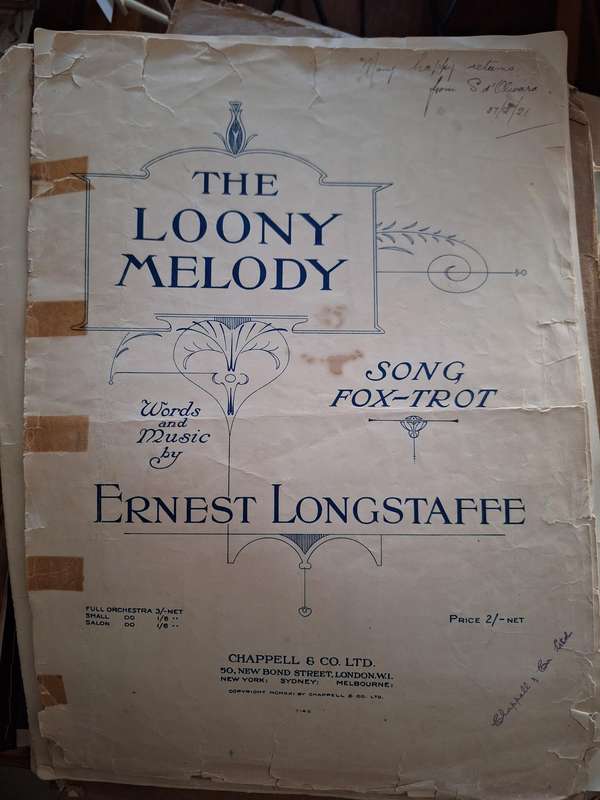 "Many happy returns
from
THE
LOONY
MELODY
SONG
FOX-TROT
Words
and
Music
by
ERNEST LONGSTAFFE
FULL ORCHESTRA 3/- NET
SMALL DO 1/6 "
SALON DO 1/6 "
PRICE 2/- NET
CHAPPELL & CO. LTD.
50, NEW BOND STREET, LONDON.W.1.
NEW YORK: SYDNEY: MELBOURNE:
COPYRIGHT MCMXXI BY CHAPPELL & CO. LTD.
Chappell & Co Ltd